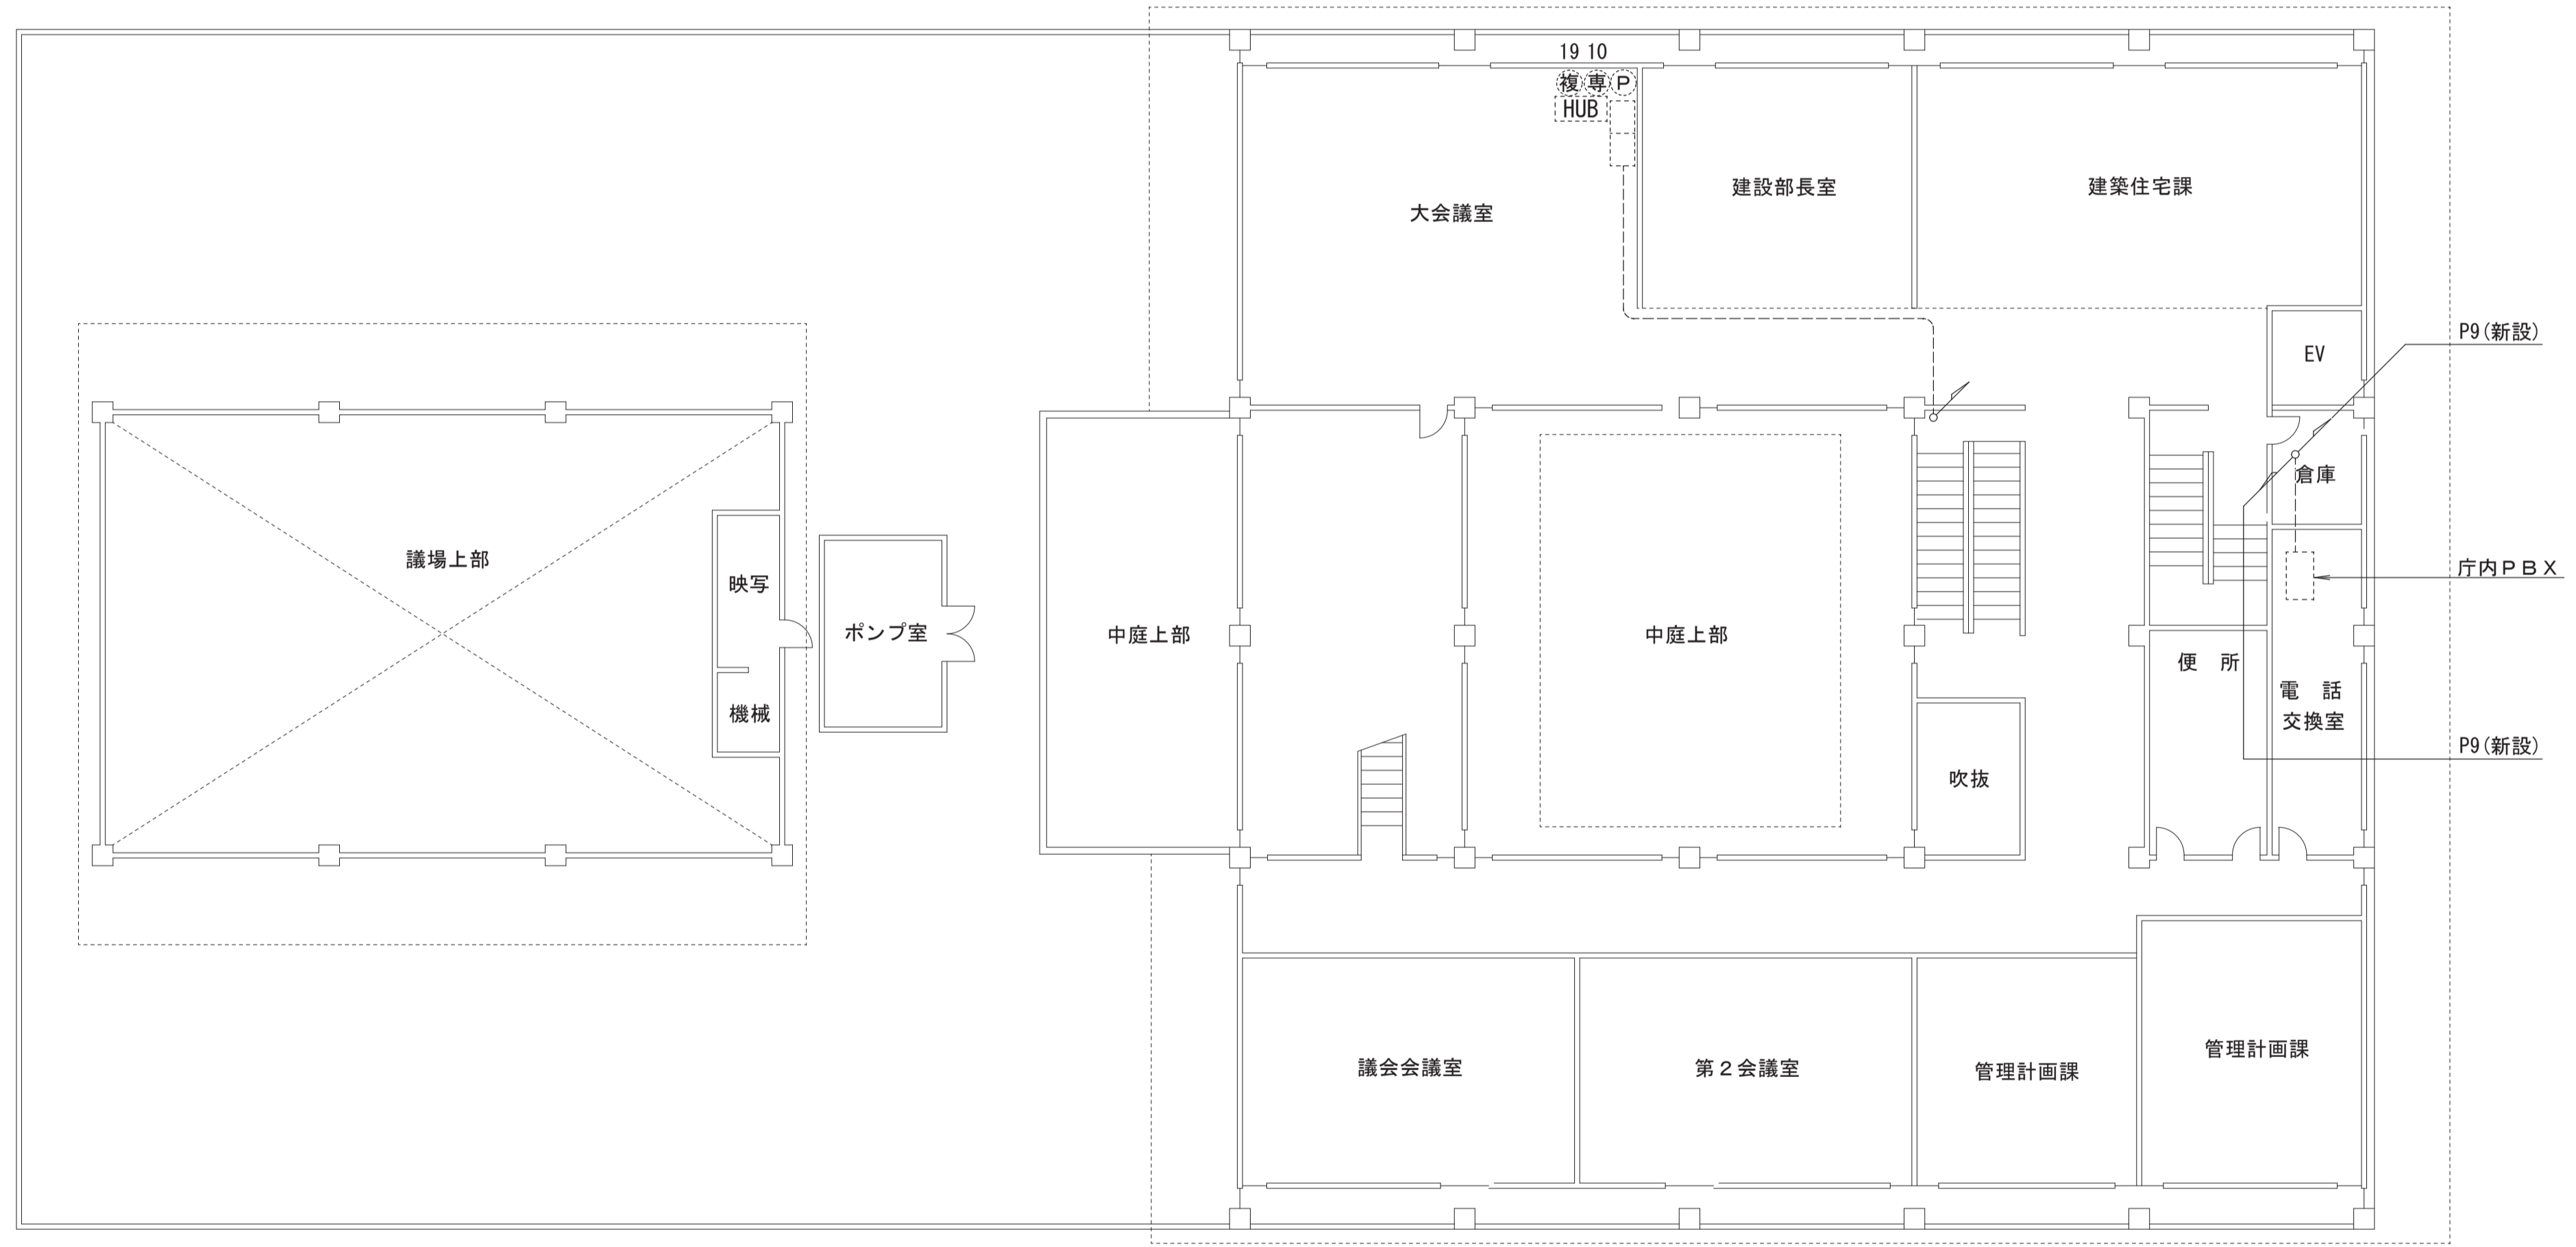 19 10
複 専 P
HUB
大会議室
建設部長室
建築住宅課
P9(新設)
EV
倉庫
議場上部
映写
機械
ポンプ室
中庭上部
中庭上部
庁内PBX
便 所
電 話
交換室
P9(新設)
吹抜
議会会議室
第2会議室
管理計画課
管理計画課